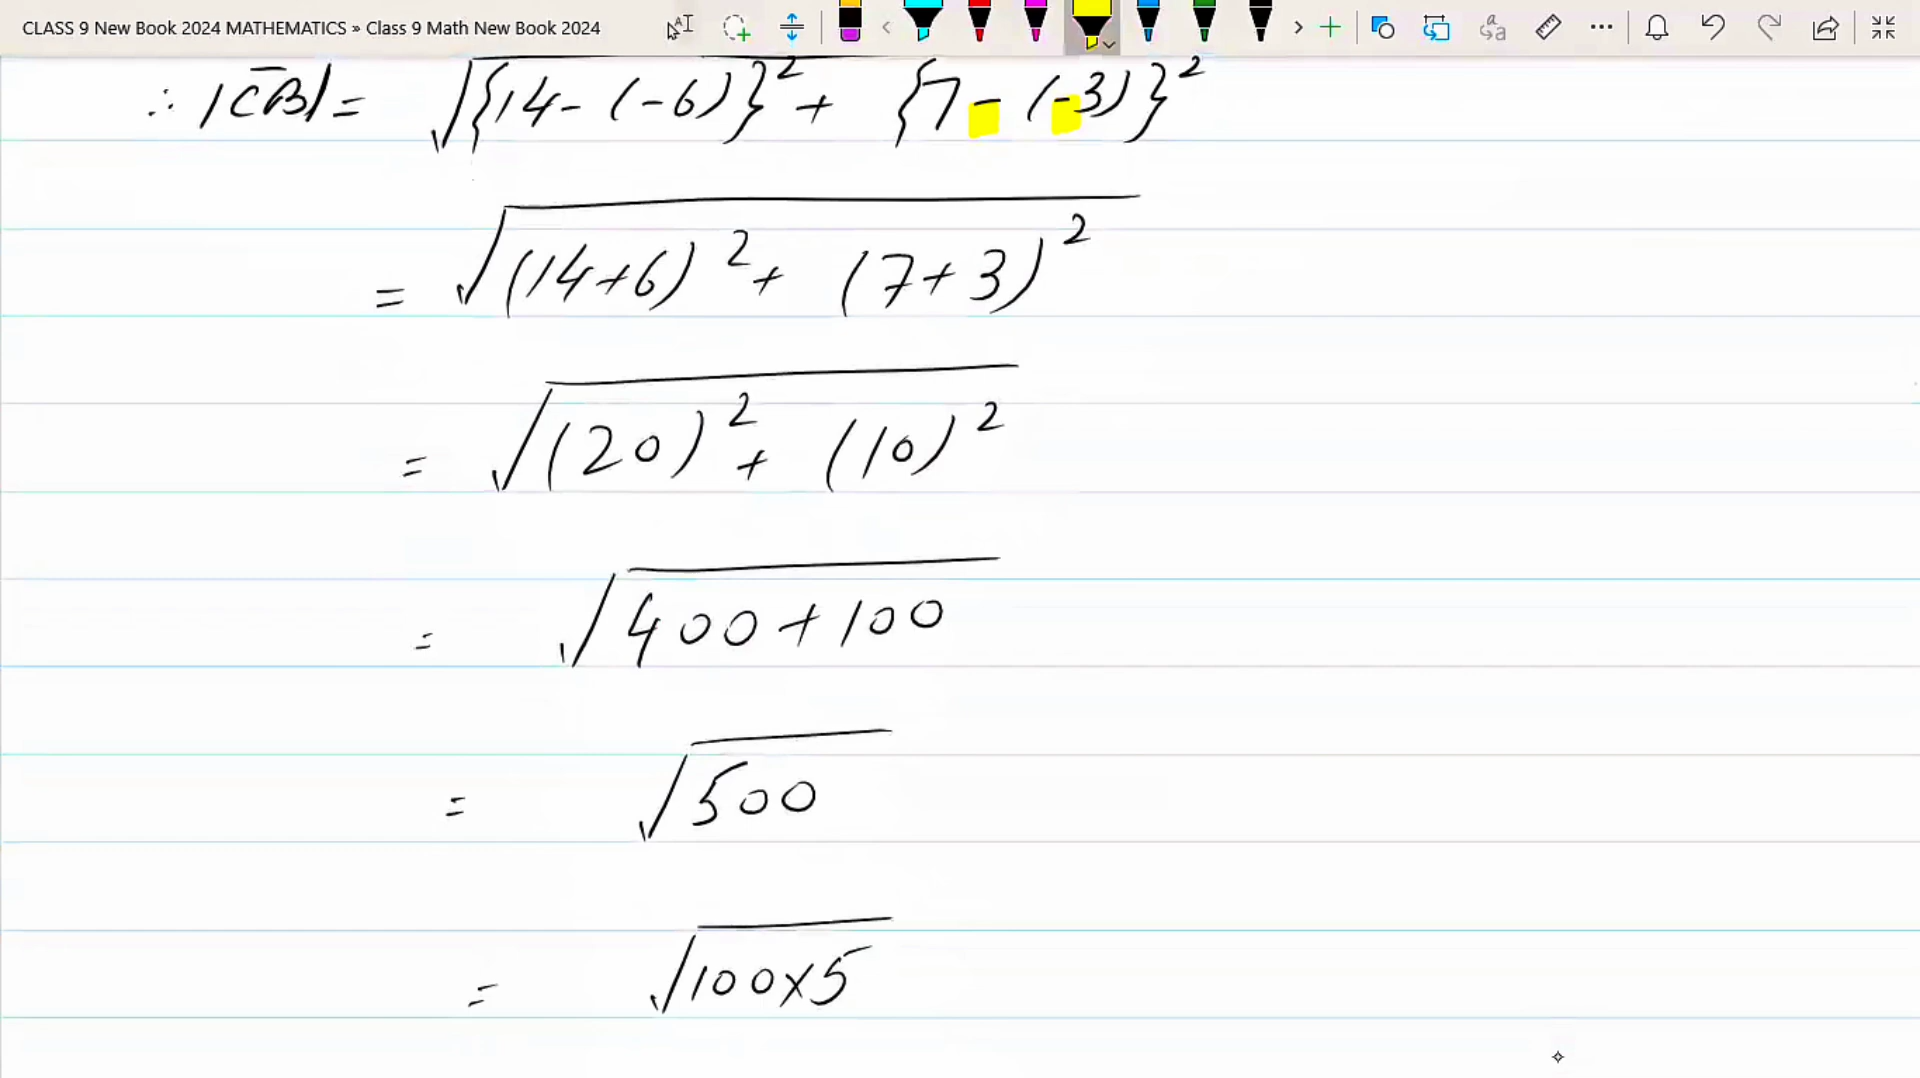 CLASS 9 New Book 2024 MATHEMATICS » Class 9 Math New Book 2024
∴ |C̅B̅| = √({14-(-6)}² + {7-(-3)}²)
= √((14+6)² + (7+3)²)
= √((20)² + (10)²)
= √(400+100)
= √500
= √(100×5)